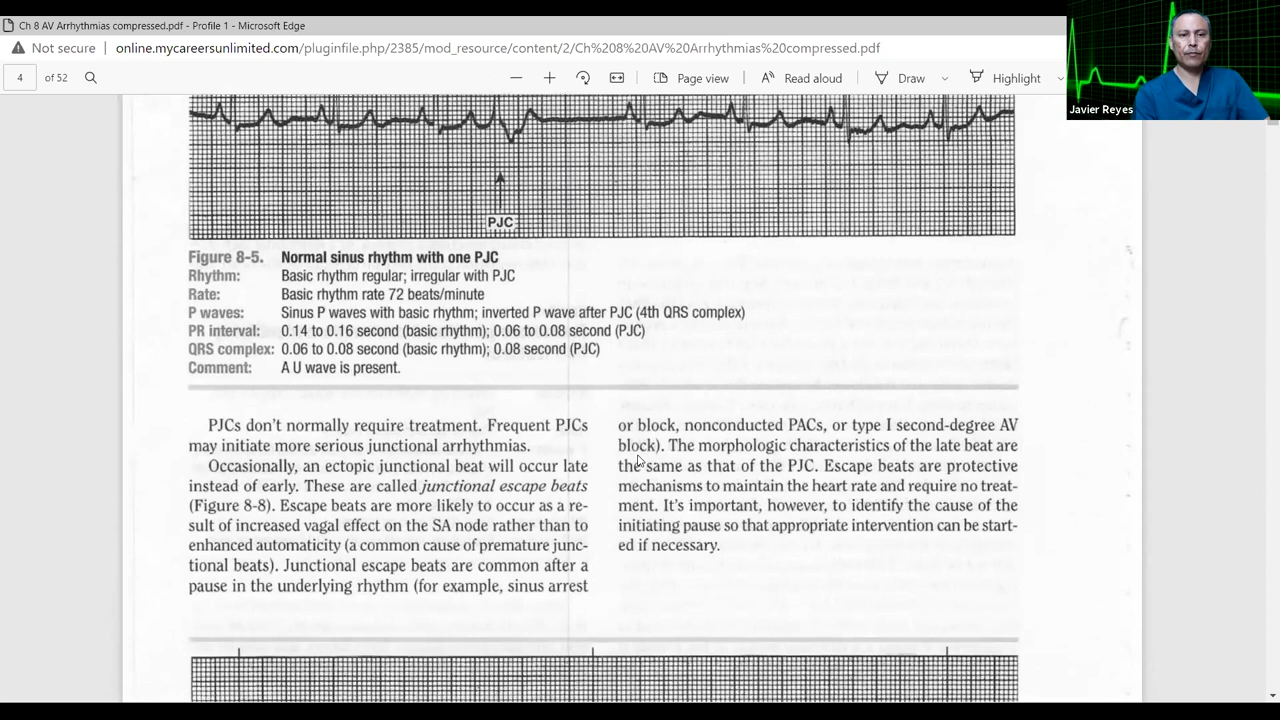 Ch 8 AV Arrhythmias compressed.pdf - Profile 1 - Microsoft Edge
Not secure | online.mycareersunlimited.com/pluginfile.php/2385/mod_resource/content/2/Ch%208%20AV%20Arrhythmias%20compressed.pdf
4 of 52 Page view Read aloud Draw Highlight
Javier Reyes
PJC
Figure 8-5. Normal sinus rhythm with one PJC
Rhythm: Basic rhythm regular; irregular with PJC
Rate: Basic rhythm rate 72 beats/minute
P waves: Sinus P waves with basic rhythm; inverted P wave after PJC (4th QRS complex)
PR interval: 0.14 to 0.16 second (basic rhythm); 0.06 to 0.08 second (PJC)
QRS complex: 0.06 to 0.08 second (basic rhythm); 0.08 second (PJC)
Comment: A U wave is present.
PJCs don't normally require treatment. Frequent PJCs
may initiate more serious junctional arrhythmias.
Occasionally, an ectopic junctional beat will occur late
instead of early. These are called junctional escape beats
(Figure 8-8). Escape beats are more likely to occur as a re-
sult of increased vagal effect on the SA node rather than to
enhanced automaticity (a common cause of premature junc-
tional beats). Junctional escape beats are common after a
pause in the underlying rhythm (for example, sinus arrest
or block, nonconducted PACs, or type I second-degree AV
block). The morphologic characteristics of the late beat are
the same as that of the PJC. Escape beats are protective
mechanisms to maintain the heart rate and require no treat-
ment. It's important, however, to identify the cause of the
initiating pause so that appropriate intervention can be start-
ed if necessary.